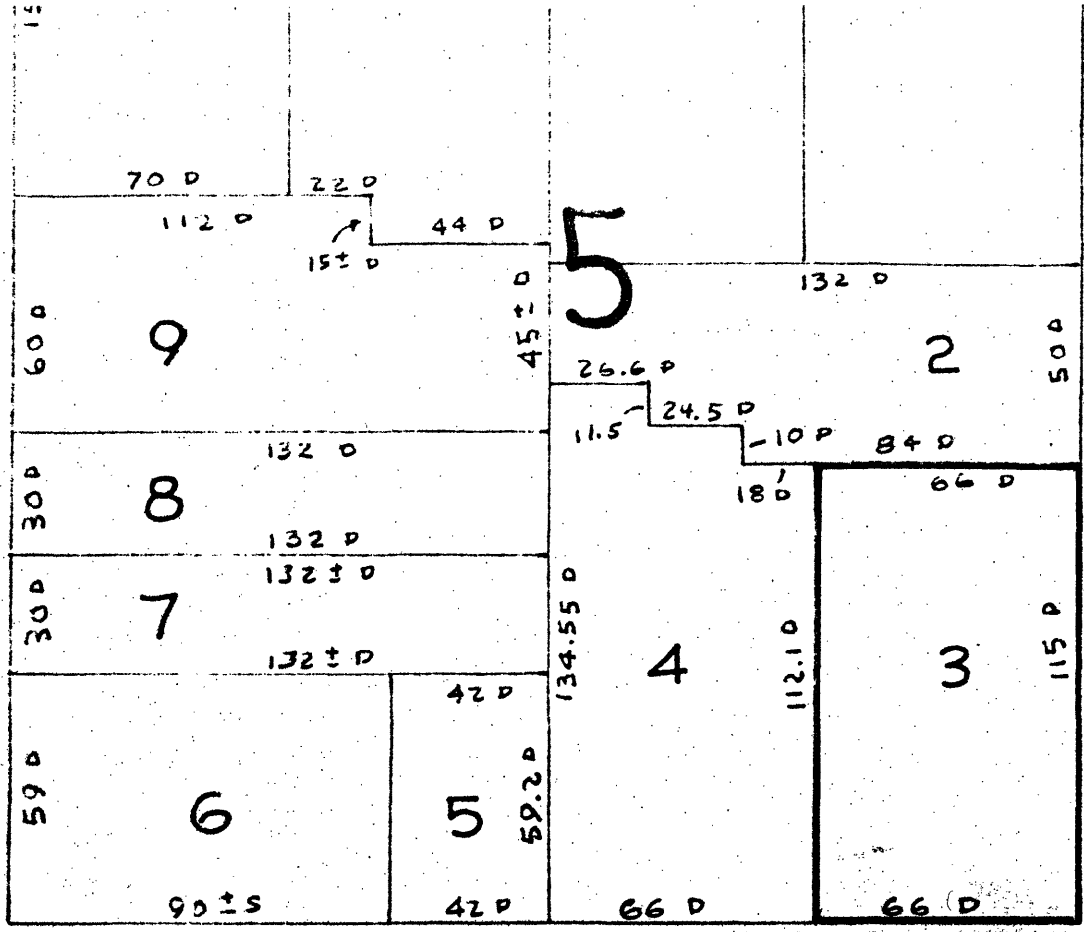 70 D
22 D
112 D
15± D
44 D
5
132 D
60 D
9
45± D
2
50 D
26.6 D
11.5
24.5 D
10 D
84 D
18 D
66 D
132 D
30 D
8
132 D
132± D
30 D
7
132± D
134.55 D
4
112.1 D
3
115 D
42 D
59 D
6
5
59.2 D
90±S
42 D
66 D
66 D